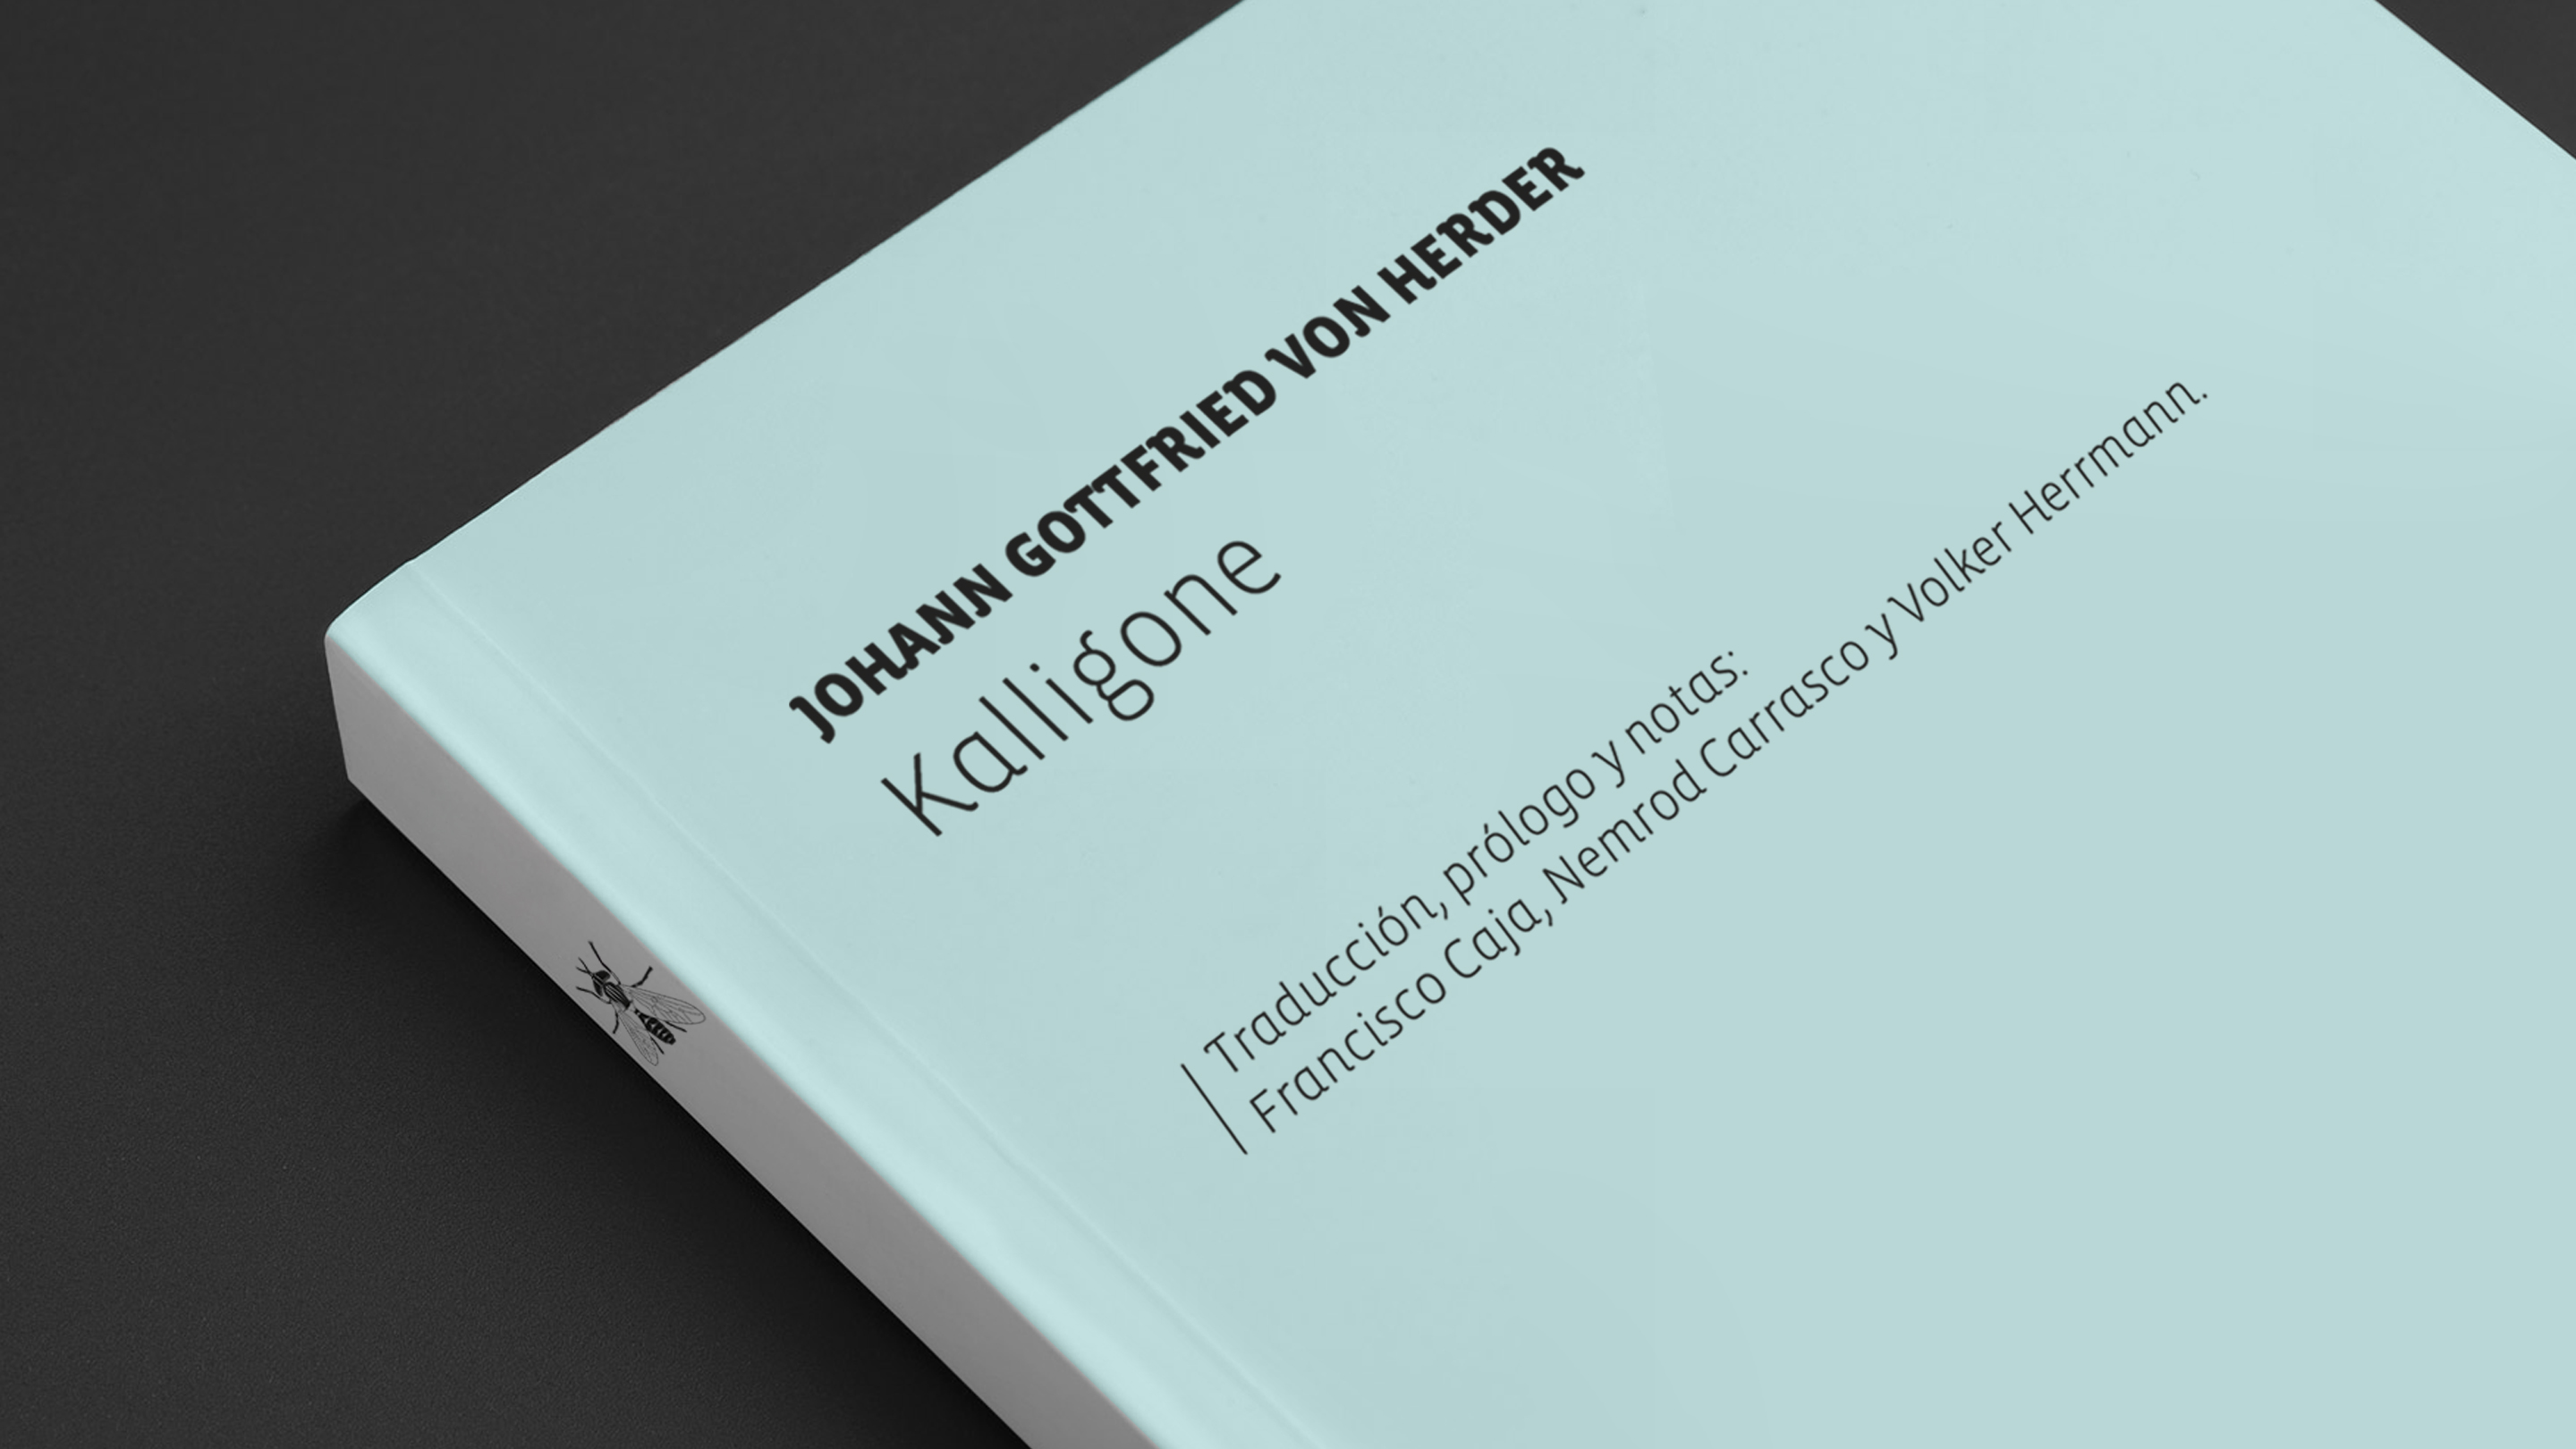 JOHANN GOTTFRIED VON HERDER
Kalligone
Traducción, prólogo y notas:
Francisco Caja, Nemrod Carrasco y Volker Herrmann.